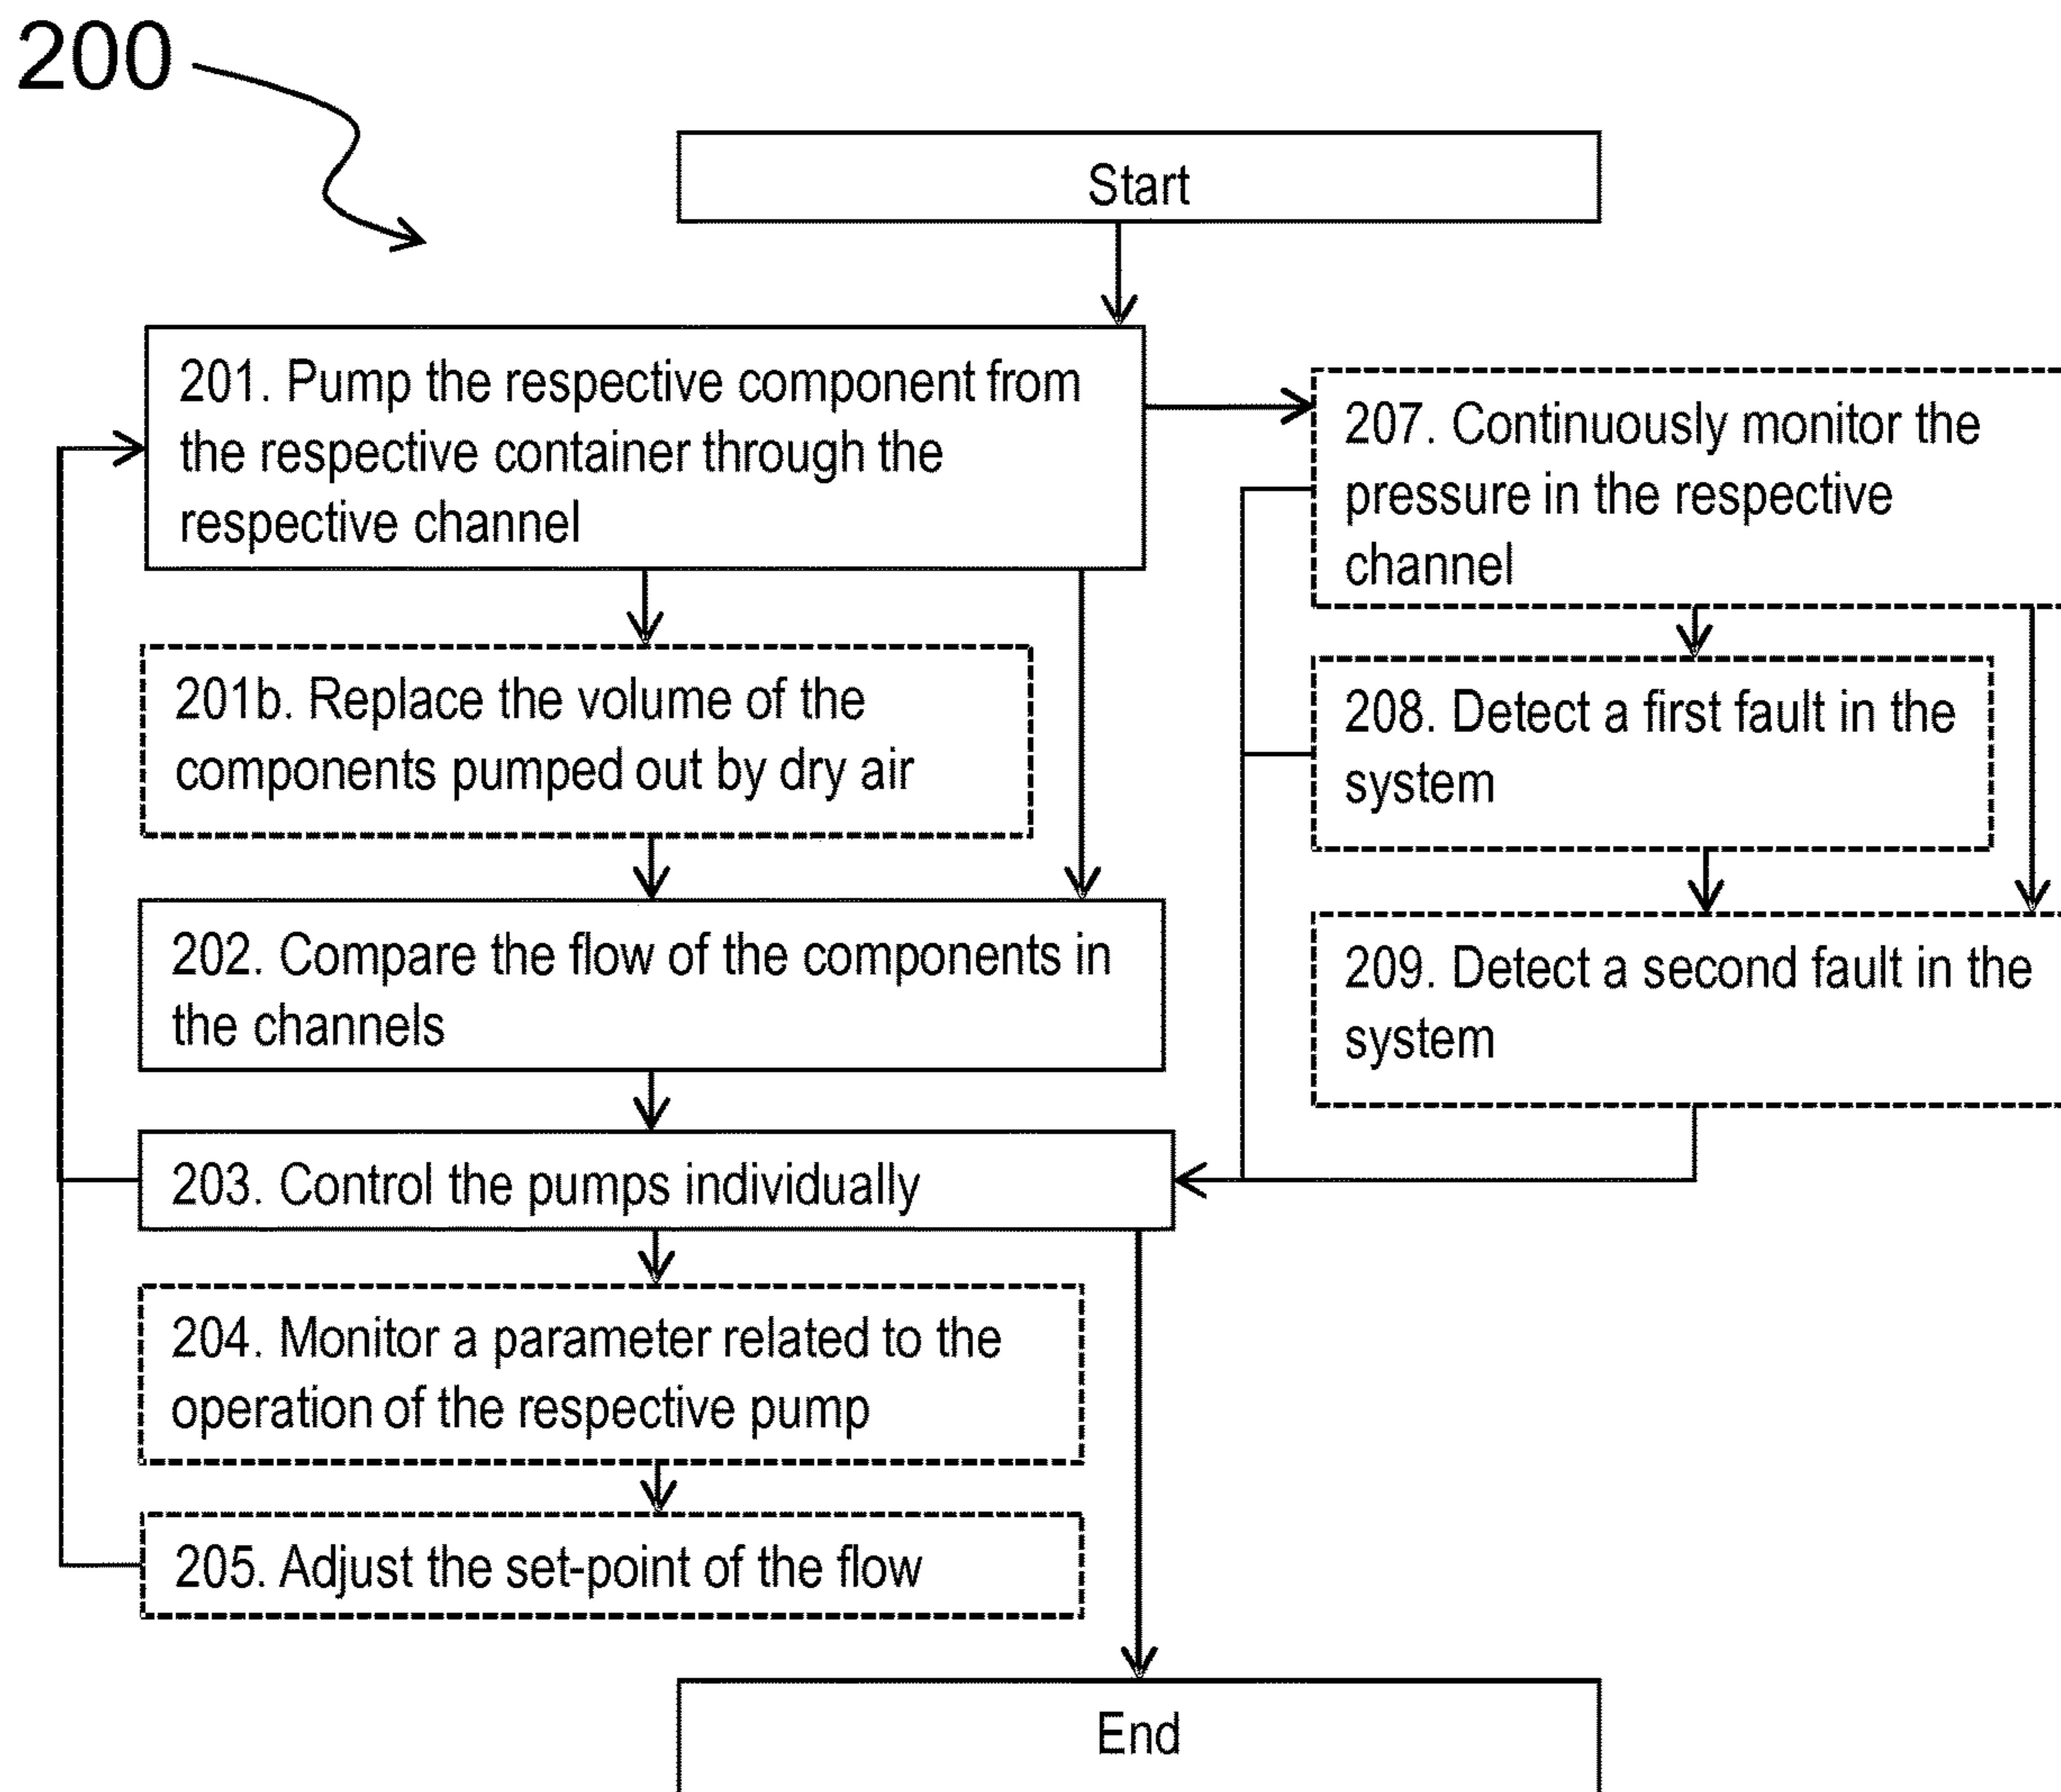 200
Start
201. Pump the respective component from
the respective container through the
respective channel
207. Continuously monitor the
pressure in the respective
channel
201b. Replace the volume of the
components pumped out by dry air
208. Detect a first fault in the
system
202. Compare the flow of the components in
the channels
209. Detect a second fault in the
system
203. Control the pumps individually
204. Monitor a parameter related to the
operation of the respective pump
205. Adjust the set-point of the flow
End